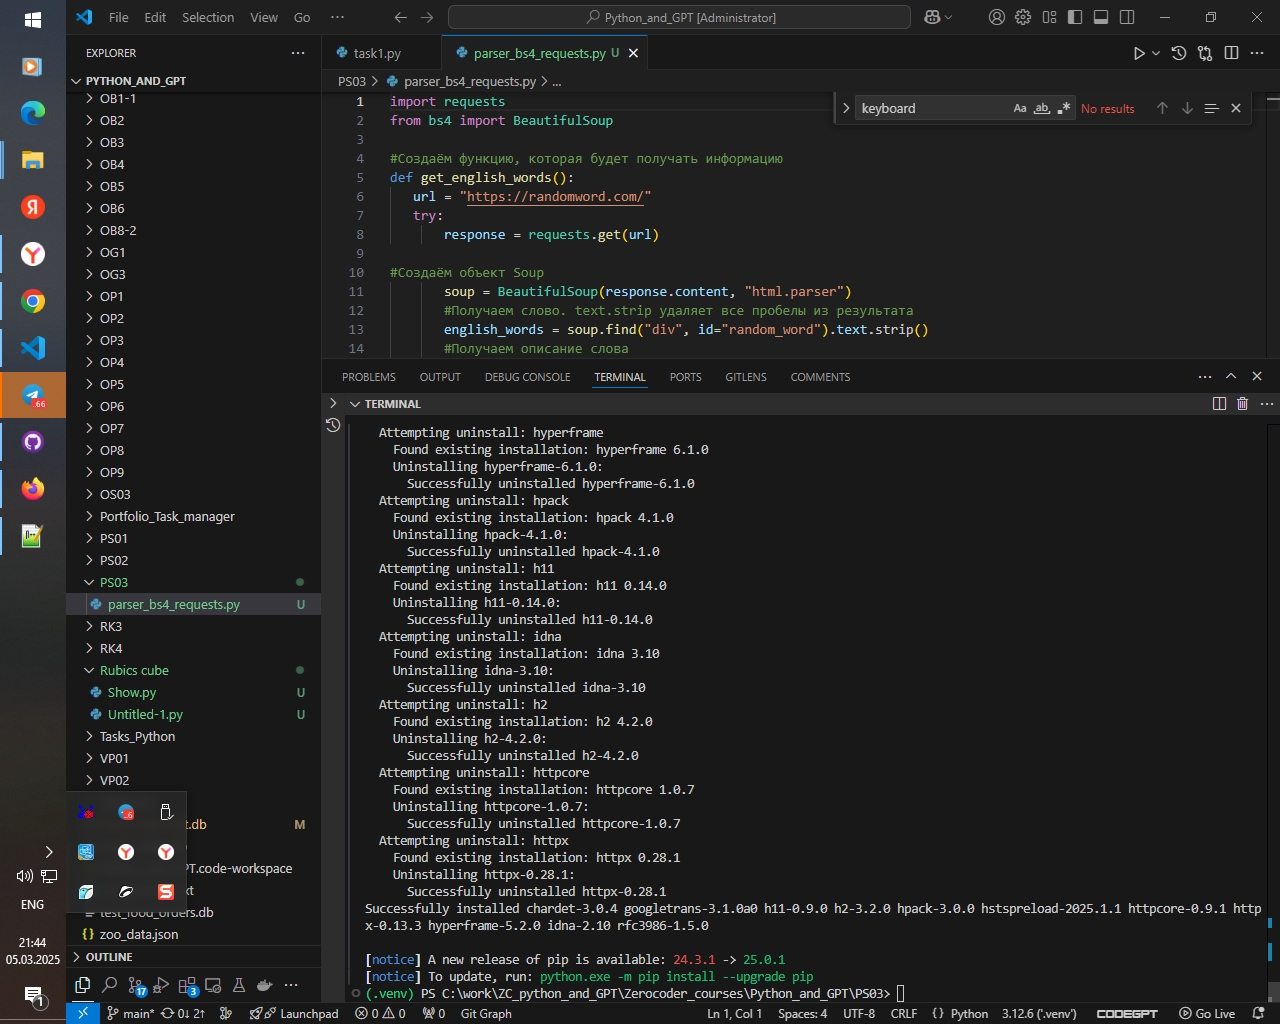 File Edit Selection View Go ··· Python_and_GPT [Administrator]
EXPLORER ···
PYTHON_AND_GPT
OB1-1
OB2
OB3
OB4
OB5
OB6
OB8-2
OG1
OG3
OP1
OP2
OP3
OP4
OP5
OP6
OP7
OP8
OP9
OS03
Portfolio_Task_manager
PS01
PS02
PS03
parser_bs4_requests.py U
RK3
RK4
Rubics cube
Show.py U
Untitled-1.py U
Tasks_Python
VP01
VP02
t.db M
PT.code-workspace
xt
test_food_orders.db
{} zoo_data.json
OUTLINE
task1.py parser_bs4_requests.py U
PS03 > parser_bs4_requests.py > ...
keyboard Aa ab .* No results
1 import requests
2 from bs4 import BeautifulSoup
3
4 #Создаём функцию, которая будет получать информацию
5 def get_english_words():
6 url = "https://randomword.com/"
7 try:
8 response = requests.get(url)
9
10 #Создаём объект Soup
11 soup = BeautifulSoup(response.content, "html.parser")
12 #Получаем слово. text.strip удаляет все пробелы из результата
13 english_words = soup.find("div", id="random_word").text.strip()
14 #Получаем описание слова
PROBLEMS OUTPUT DEBUG CONSOLE TERMINAL PORTS GITLENS COMMENTS
TERMINAL
Attempting uninstall: hyperframe
Found existing installation: hyperframe 6.1.0
Uninstalling hyperframe-6.1.0:
Successfully uninstalled hyperframe-6.1.0
Attempting uninstall: hpack
Found existing installation: hpack 4.1.0
Uninstalling hpack-4.1.0:
Successfully uninstalled hpack-4.1.0
Attempting uninstall: h11
Found existing installation: h11 0.14.0
Uninstalling h11-0.14.0:
Successfully uninstalled h11-0.14.0
Attempting uninstall: idna
Found existing installation: idna 3.10
Uninstalling idna-3.10:
Successfully uninstalled idna-3.10
Attempting uninstall: h2
Found existing installation: h2 4.2.0
Uninstalling h2-4.2.0:
Successfully uninstalled h2-4.2.0
Attempting uninstall: httpcore
Found existing installation: httpcore 1.0.7
Uninstalling httpcore-1.0.7:
Successfully uninstalled httpcore-1.0.7
Attempting uninstall: httpx
Found existing installation: httpx 0.28.1
Uninstalling httpx-0.28.1:
Successfully uninstalled httpx-0.28.1
Successfully installed chardet-3.0.4 googletrans-3.1.0a0 h11-0.9.0 h2-3.2.0 hpack-3.0.0 hstspreload-2025.1.1 httpcore-0.9.1 http
x-0.13.3 hyperframe-5.2.0 idna-2.10 rfc3986-1.5.0
[notice] A new release of pip is available: 24.3.1 -> 25.0.1
[notice] To update, run: python.exe -m pip install --upgrade pip
(.venv) PS C:\work\ZC_python_and_GPT\Zerocoder_courses\Python_and_GPT\PS03>
17 3 ···
main* 0↓ 2↑ Launchpad 0 0 0 Git Graph Ln 1, Col 1 Spaces: 4 UTF-8 CRLF {} Python 3.12.6 ('.venv') CODEGPT Go Live
Я
Y
.66
ENG
21:44
05.03.2025
1